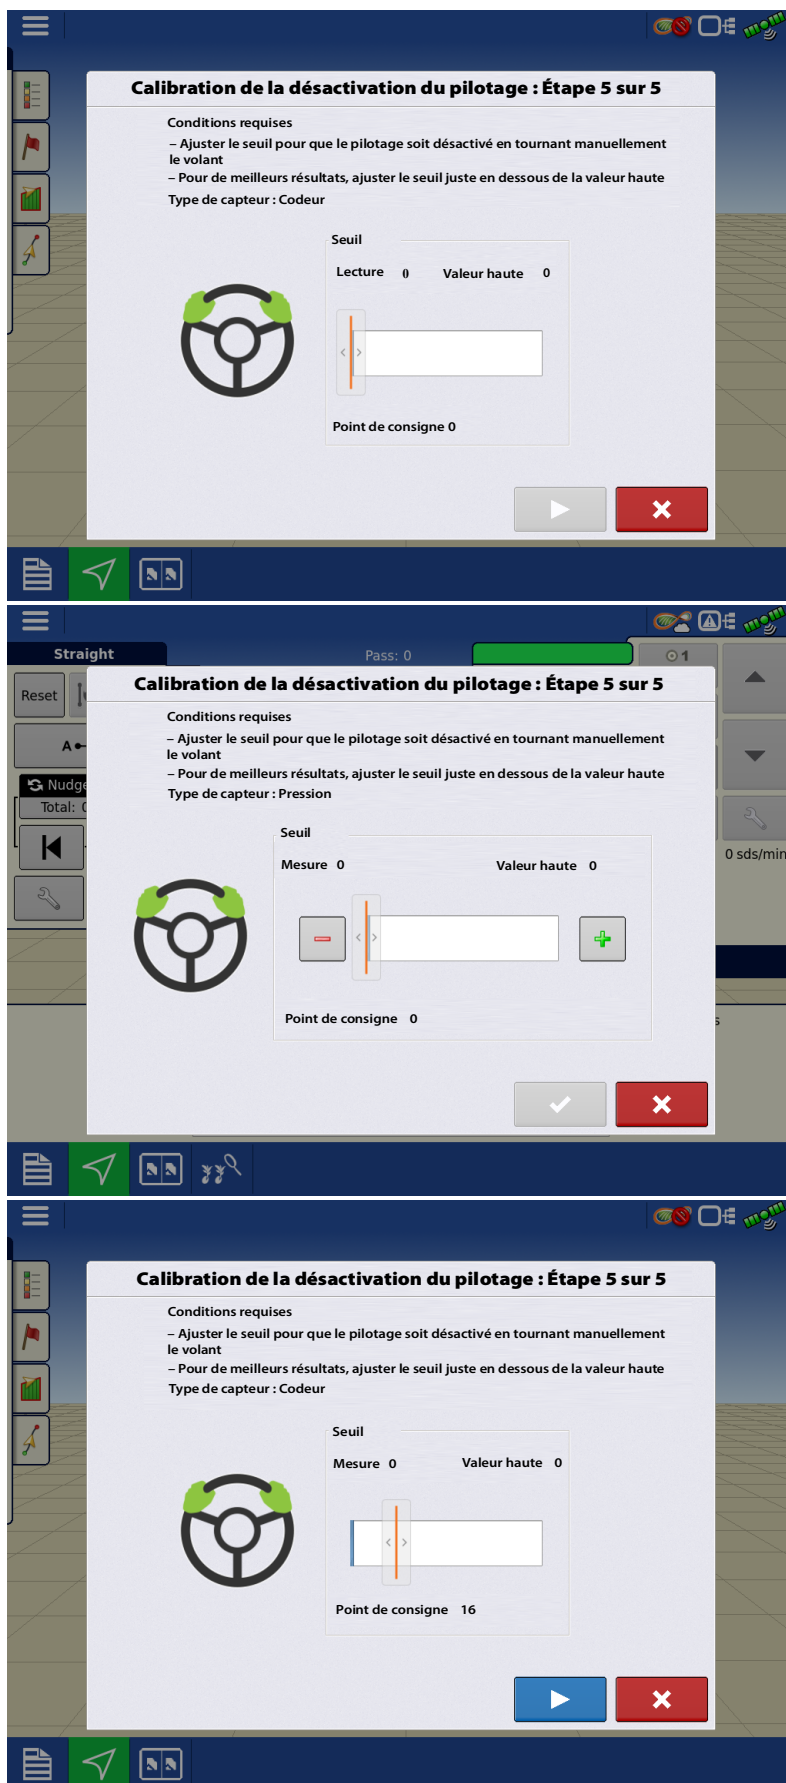 Calibration de la désactivation du pilotage : Étape 5 sur 5
Conditions requises
– Ajuster le seuil pour que le pilotage soit désactivé en tournant manuellement
le volant
– Pour de meilleurs résultats, ajuster le seuil juste en dessous de la valeur haute
Type de capteur : Codeur
Seuil
Lecture 0 Valeur haute 0
Point de consigne 0
Straight
Pass: 0
1
Reset
Calibration de la désactivation du pilotage : Étape 5 sur 5
Conditions requises
– Ajuster le seuil pour que le pilotage soit désactivé en tournant manuellement
le volant
– Pour de meilleurs résultats, ajuster le seuil juste en dessous de la valeur haute
Type de capteur : Pression
A
Nudge
Total:
0 sds/min
Seuil
Mesure 0 Valeur haute 0
Point de consigne 0
s
Calibration de la désactivation du pilotage : Étape 5 sur 5
Conditions requises
– Ajuster le seuil pour que le pilotage soit désactivé en tournant manuellement
le volant
– Pour de meilleurs résultats, ajuster le seuil juste en dessous de la valeur haute
Type de capteur : Codeur
Seuil
Mesure 0 Valeur haute 0
Point de consigne 16